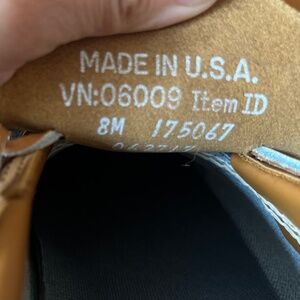 MADE IN U.S.A.
VN:06009 Item ID
8M 175067